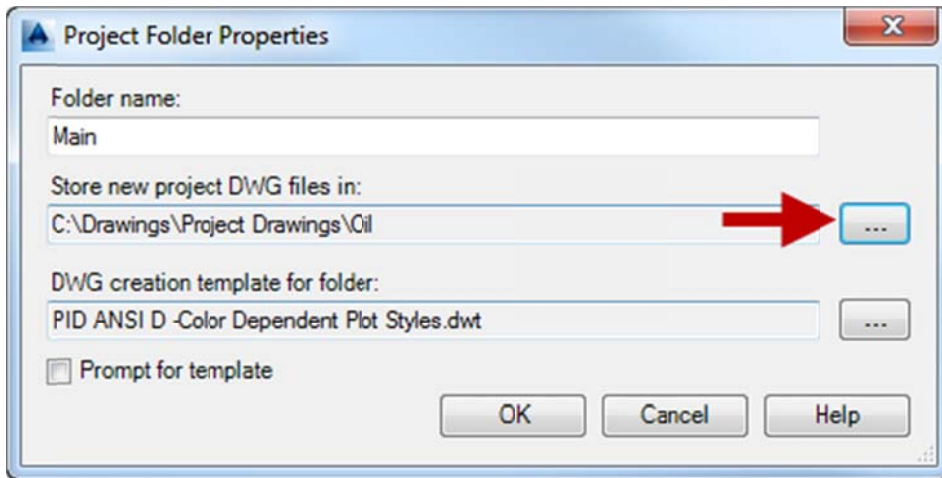 Project Folder Properties
Folder name:
Main
Store new project DWG files in:
C:\Drawings\Project Drawings\Oil
...
DWG creation template for folder:
PID ANSI D -Color Dependent Plot Styles.dwt
...
Prompt for template
OK Cancel Help